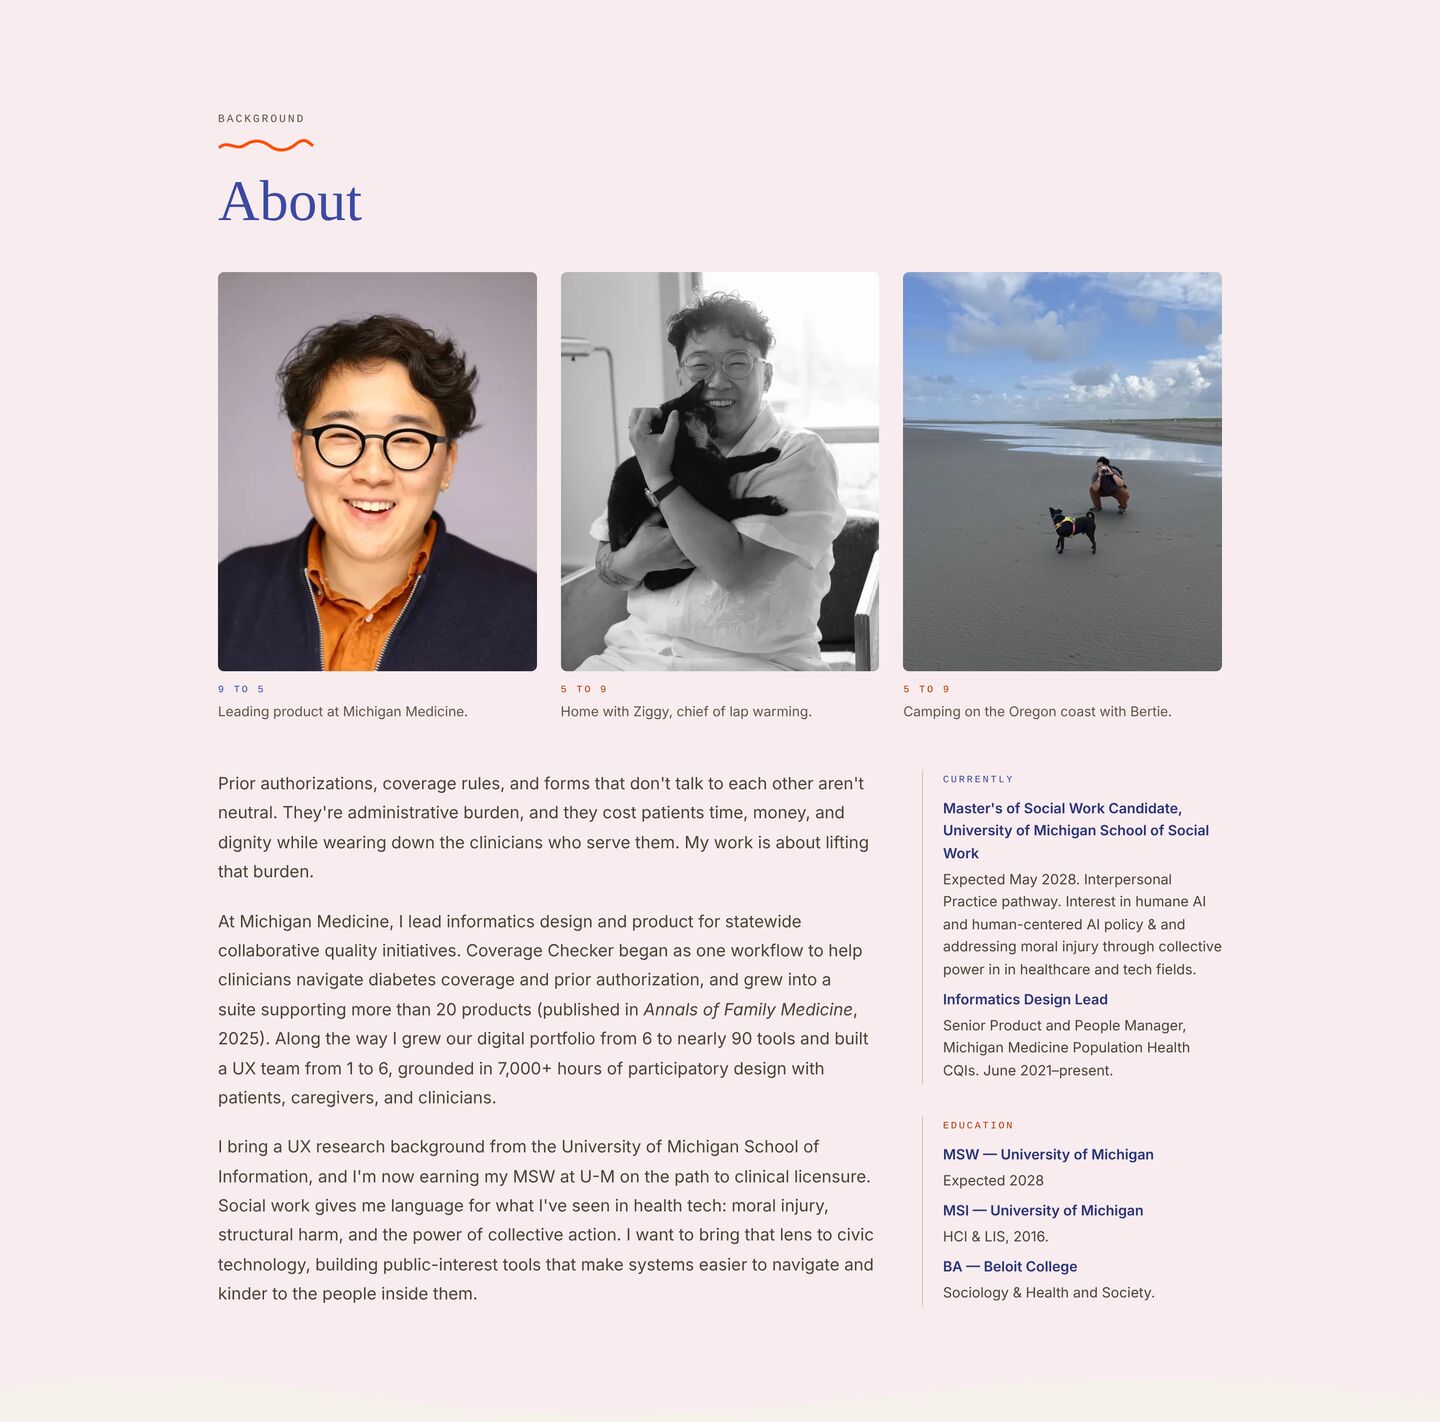 BACKGROUND
About
9 TO 5
Leading product at Michigan Medicine.
5 TO 9
Home with Ziggy, chief of lap warming.
5 TO 9
Camping on the Oregon coast with Bertie.
Prior authorizations, coverage rules, and forms that don't talk to each other aren't
neutral. They're administrative burden, and they cost patients time, money, and
dignity while wearing down the clinicians who serve them. My work is about lifting
that burden.
At Michigan Medicine, I lead informatics design and product for statewide
collaborative quality initiatives. Coverage Checker began as one workflow to help
clinicians navigate diabetes coverage and prior authorization, and grew into a
suite supporting more than 20 products (published in Annals of Family Medicine,
2025). Along the way I grew our digital portfolio from 6 to nearly 90 tools and built
a UX team from 1 to 6, grounded in 7,000+ hours of participatory design with
patients, caregivers, and clinicians.
I bring a UX research background from the University of Michigan School of
Information, and I'm now earning my MSW at U-M on the path to clinical licensure.
Social work gives me language for what I've seen in health tech: moral injury,
structural harm, and the power of collective action. I want to bring that lens to civic
technology, building public-interest tools that make systems easier to navigate and
kinder to the people inside them.
CURRENTLY
Master's of Social Work Candidate,
University of Michigan School of Social
Work
Expected May 2028. Interpersonal
Practice pathway. Interest in humane AI
and human-centered AI policy & and
addressing moral injury through collective
power in in healthcare and tech fields.
Informatics Design Lead
Senior Product and People Manager,
Michigan Medicine Population Health
CQIs. June 2021–present.
EDUCATION
MSW — University of Michigan
Expected 2028
MSI — University of Michigan
HCI & LIS, 2016.
BA — Beloit College
Sociology & Health and Society.